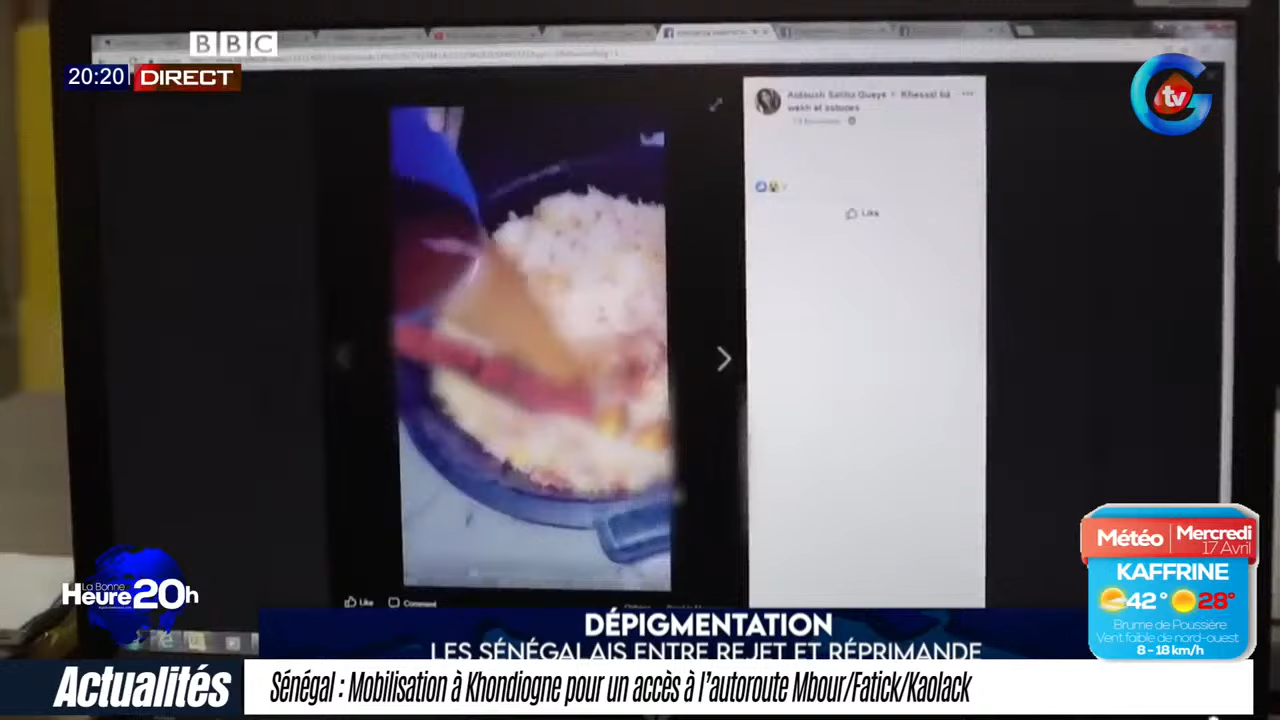 BBC
20:20 DIRECT
G tv
Like
Like
Comment
Météo
Mercredi
17 Avril
KAFFRINE
42° 28°
Brume de Poussière
Vent faible de nord-ouest
8 - 18 km/h
La Bonne
Heure 20h
DÉPIGMENTATION
LES SÉNÉGALAIS ENTRE REJET ET RÉPRIMANDE
Actualités
Sénégal : Mobilisation à Khondiogne pour un accès à l'autoroute Mbour/Fatick/Kaolack